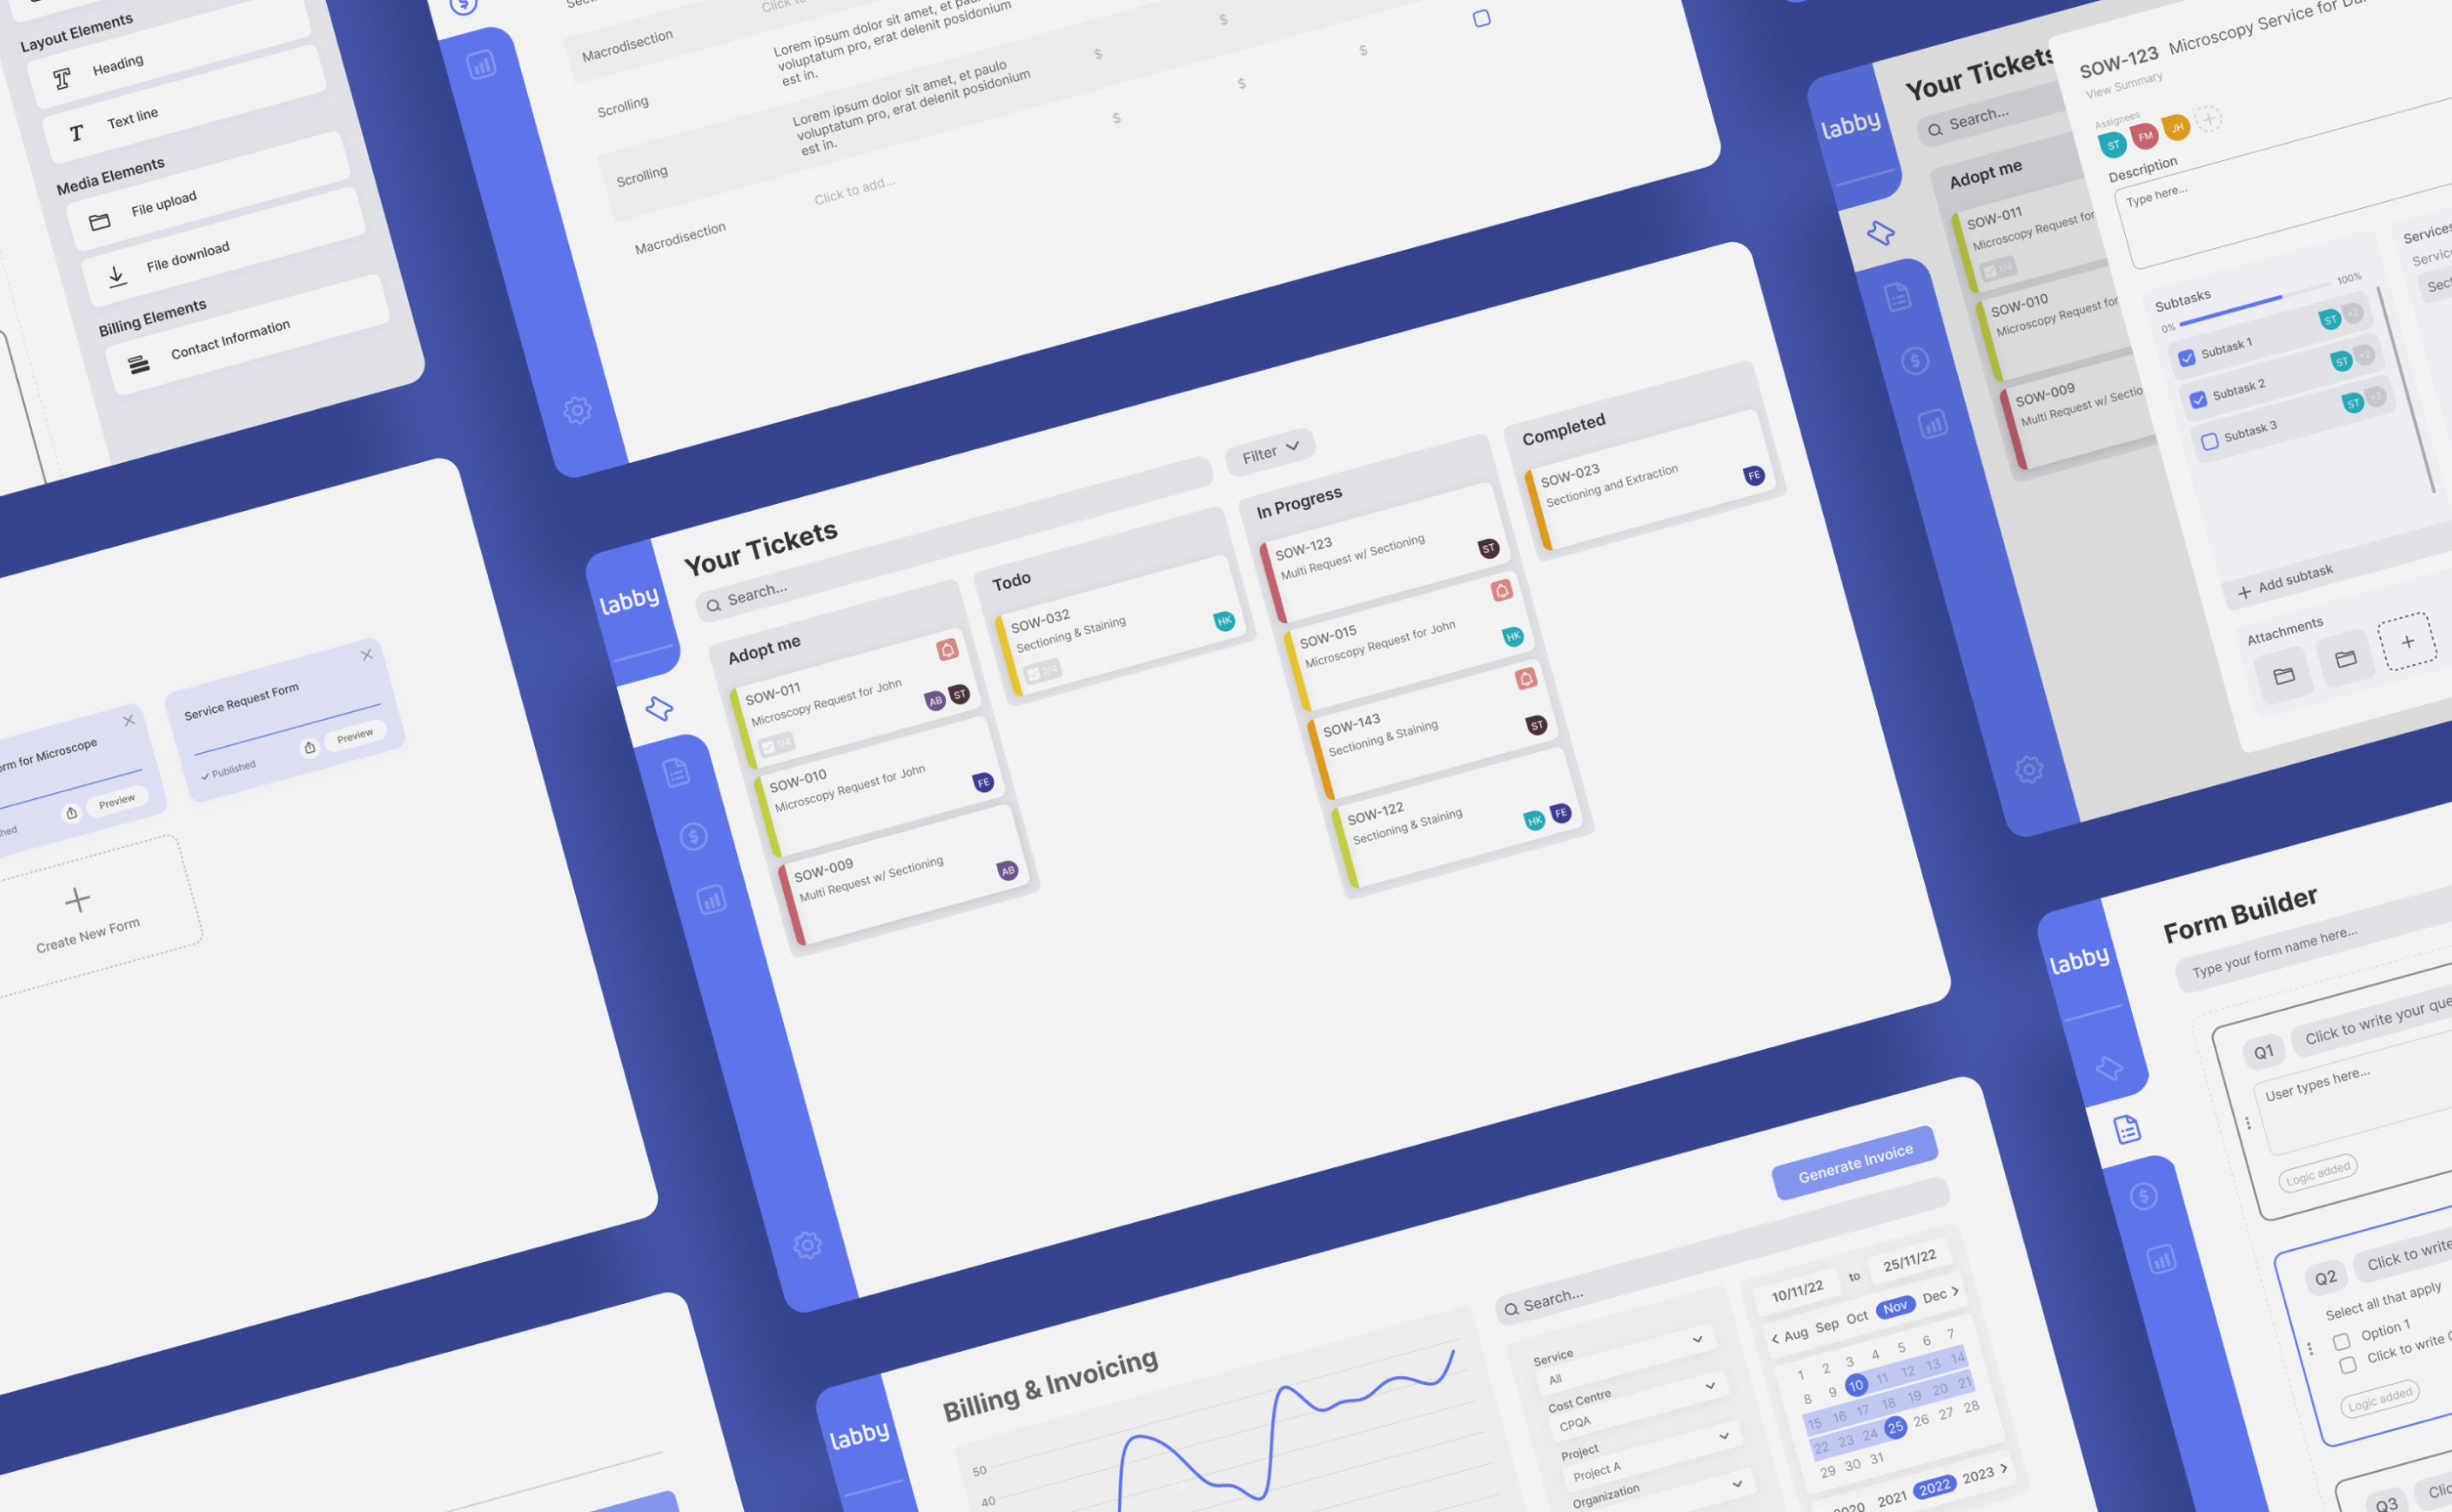 Layout Elements
Heading
Text line
Media Elements
File upload
File download
Billing Elements
Contact Information
Macrodisection
Lorem ipsum dolor sit amet, et paulo
voluptatum pro, erat delenit posidonium
est in.
$
$
Scrolling
Lorem ipsum dolor sit amet, et paulo
voluptatum pro, erat delenit posidonium
est in.
$
$
$
Scrolling
Macrodisection
Click to add...
for Microscope
Preview
Service Request Form
Published
Preview
Create New Form
labby
Your Tickets
Search...
Filter
Adopt me
SOW-011
Microscopy Request for John
1/4
AB
ST
SOW-010
Microscopy Request for John
FE
SOW-009
Multi Request w/ Sectioning
AB
Todo
SOW-032
Sectioning & Staining
2/4
HK
In Progress
SOW-123
Multi Request w/ Sectioning
ST
SOW-015
Microscopy Request for John
HK
SOW-143
Sectioning & Staining
ST
SOW-122
Sectioning & Staining
HK
FE
Completed
SOW-023
Sectioning and Extraction
FE
labby
Your Tickets
Search...
Adopt me
SOW-011
Microscopy Request for
1/4
SOW-010
Microscopy Request for
SOW-009
Multi Request w/
SOW-123 Microscopy Service for
View Summary
Assignees
ST
FM
JH
Description
Type here...
Subtasks
0%
100%
Subtask 1
ST
+2
Subtask 2
ST
+2
Subtask 3
ST
+2
Add subtask
Attachments
Services
labby
Form Builder
Type your form name here...
Q1
Click to write your
User types here...
Logic added
Q2
Click to write
Select all that apply
Option 1
Click to write
Logic added
Q3
labby
Billing & Invoicing
50
40
Generate Invoice
Search...
Service
All
Cost Centre
CPQA
Project
Project A
Organization
10/11/22 to 25/11/22
Aug Sep Oct Nov Dec
1 2 3 4 5 6 7
8 9 10 11 12 13 14
15 16 17 18 19 20 21
22 23 24 25 26 27 28
29 30 31
2020 2021 2022 2023